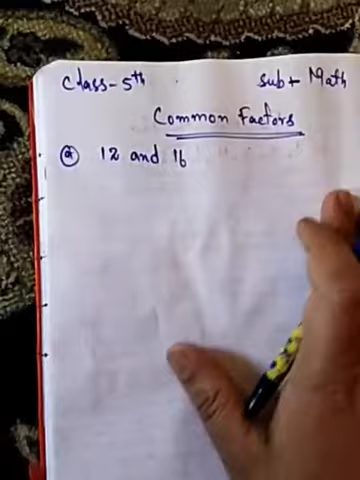 Class-5th sub+ Math
Common Factors
(a) 12 and 16